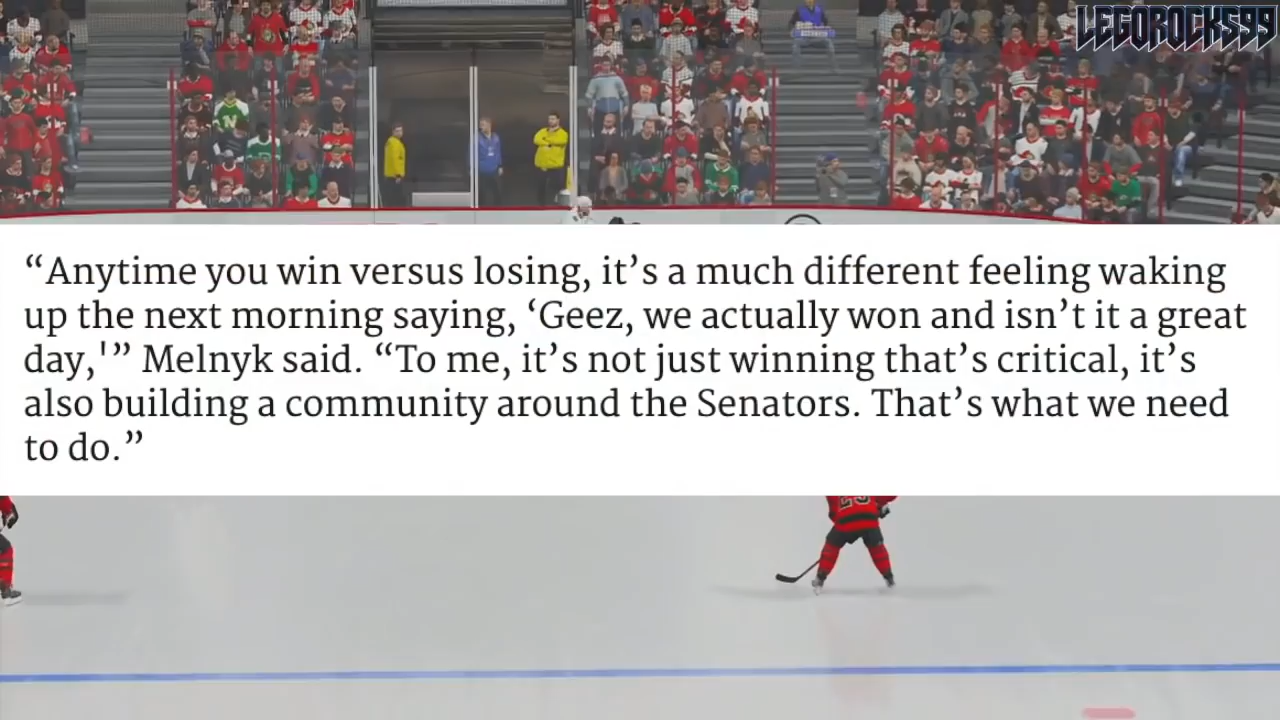 LEGOROCKS99
“Anytime you win versus losing, it’s a much different feeling waking
up the next morning saying, ‘Geez, we actually won and isn’t it a great
day,'” Melnyk said. “To me, it’s not just winning that’s critical, it’s
also building a community around the Senators. That’s what we need
to do.”